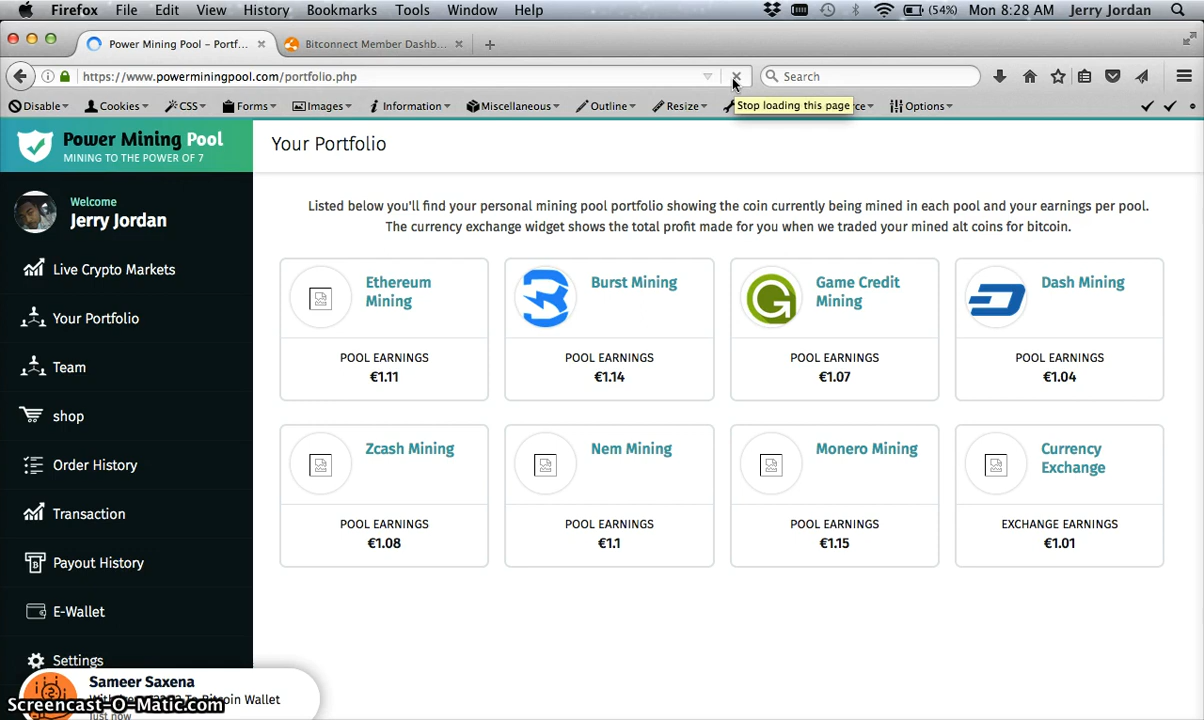 Firefox File Edit View History Bookmarks Tools Window Help (54%) Mon 8:28 AM Jerry Jordan
Power Mining Pool – Portf... Bitconnect Member Dashb...
https://www.powerminingpool.com/portfolio.php Search
Disable Cookies CSS Forms Images Information Miscellaneous Outline Resize Options
Stop loading this page
Power Mining Pool
MINING TO THE POWER OF 7
Your Portfolio
Welcome
Jerry Jordan
Live Crypto Markets
Your Portfolio
Team
shop
Order History
Transaction
Payout History
E-Wallet
Settings
Listed below you'll find your personal mining pool portfolio showing the coin currently being mined in each pool and your earnings per pool.
The currency exchange widget shows the total profit made for you when we traded your mined alt coins for bitcoin.
Ethereum
Mining
POOL EARNINGS
€1.11
Burst Mining
POOL EARNINGS
€1.14
Game Credit
Mining
POOL EARNINGS
€1.07
Dash Mining
POOL EARNINGS
€1.04
Zcash Mining
POOL EARNINGS
€1.08
Nem Mining
POOL EARNINGS
€1.1
Monero Mining
POOL EARNINGS
€1.15
Currency
Exchange
EXCHANGE EARNINGS
€1.01
Sameer Saxena
To Bitcoin Wallet
Just now
Screencast-O-Matic.com